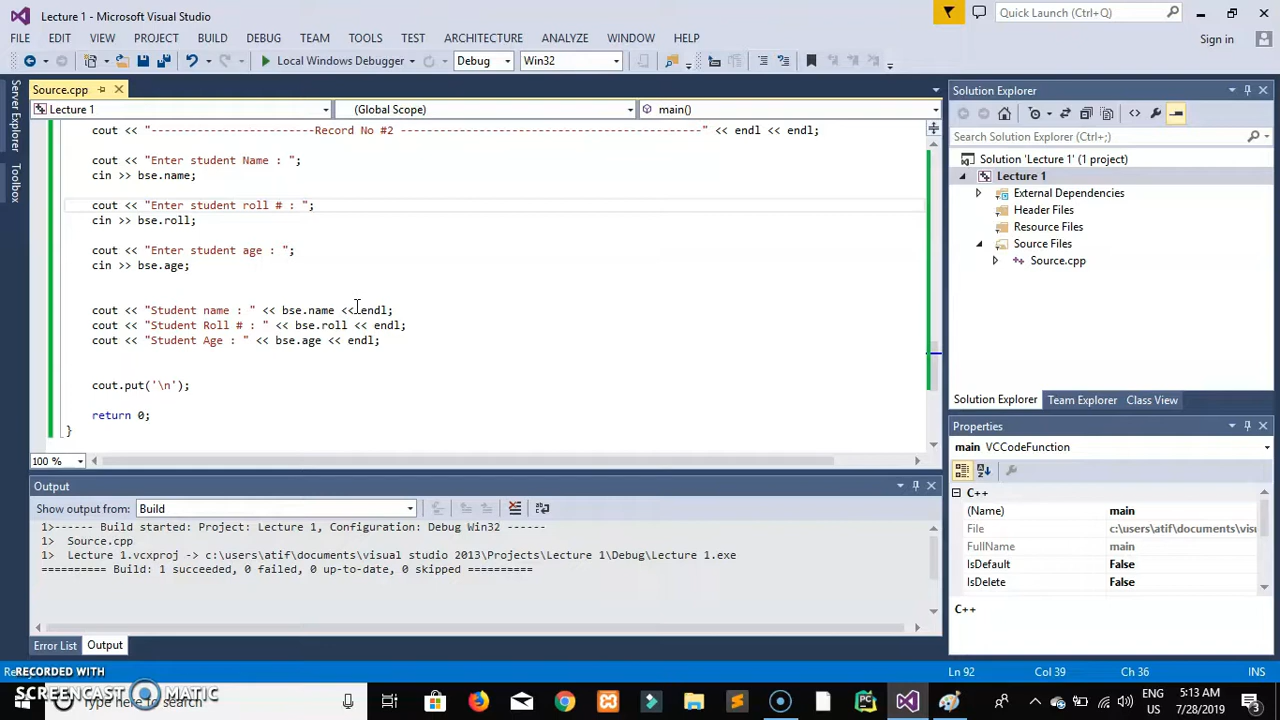 Lecture 1 - Microsoft Visual Studio
Quick Launch (Ctrl+Q)
FILE EDIT VIEW PROJECT BUILD DEBUG TEAM TOOLS TEST ARCHITECTURE ANALYZE WINDOW HELP
Sign in
Local Windows Debugger Debug Win32
Server Explorer
Toolbox
Source.cpp
Lecture 1 (Global Scope) main()
cout << "-------------------------Record No #2 ----------------------------------------------" << endl << endl;
cout << "Enter student Name : ";
cin >> bse.name;
cout << "Enter student roll # : ";
cin >> bse.roll;
cout << "Enter student age : ";
cin >> bse.age;
cout << "Student name : " << bse.name << endl;
cout << "Student Roll # : " << bse.roll << endl;
cout << "Student Age : " << bse.age << endl;
cout.put('\n');
return 0;
}
100 %
Output
Show output from: Build
1>------ Build started: Project: Lecture 1, Configuration: Debug Win32 ------
1> Source.cpp
1> Lecture 1.vcxproj -> c:\users\atif\documents\visual studio 2013\Projects\Lecture 1\Debug\Lecture 1.exe
========== Build: 1 succeeded, 0 failed, 0 up-to-date, 0 skipped ==========
Error List Output
Solution Explorer
Search Solution Explorer (Ctrl+;)
Solution 'Lecture 1' (1 project)
Lecture 1
External Dependencies
Header Files
Resource Files
Source Files
Source.cpp
Solution Explorer Team Explorer Class View
Properties
main VCCodeFunction
C++
(Name) main
File c:\users\atif\documents\visu
FullName main
IsDefault False
IsDelete False
C++
Ln 92 Col 39 Ch 36 INS
RECORDED WITH
SCREENCAST MATIC
Type here to search
ENG
US
5:13 AM
7/28/2019
3